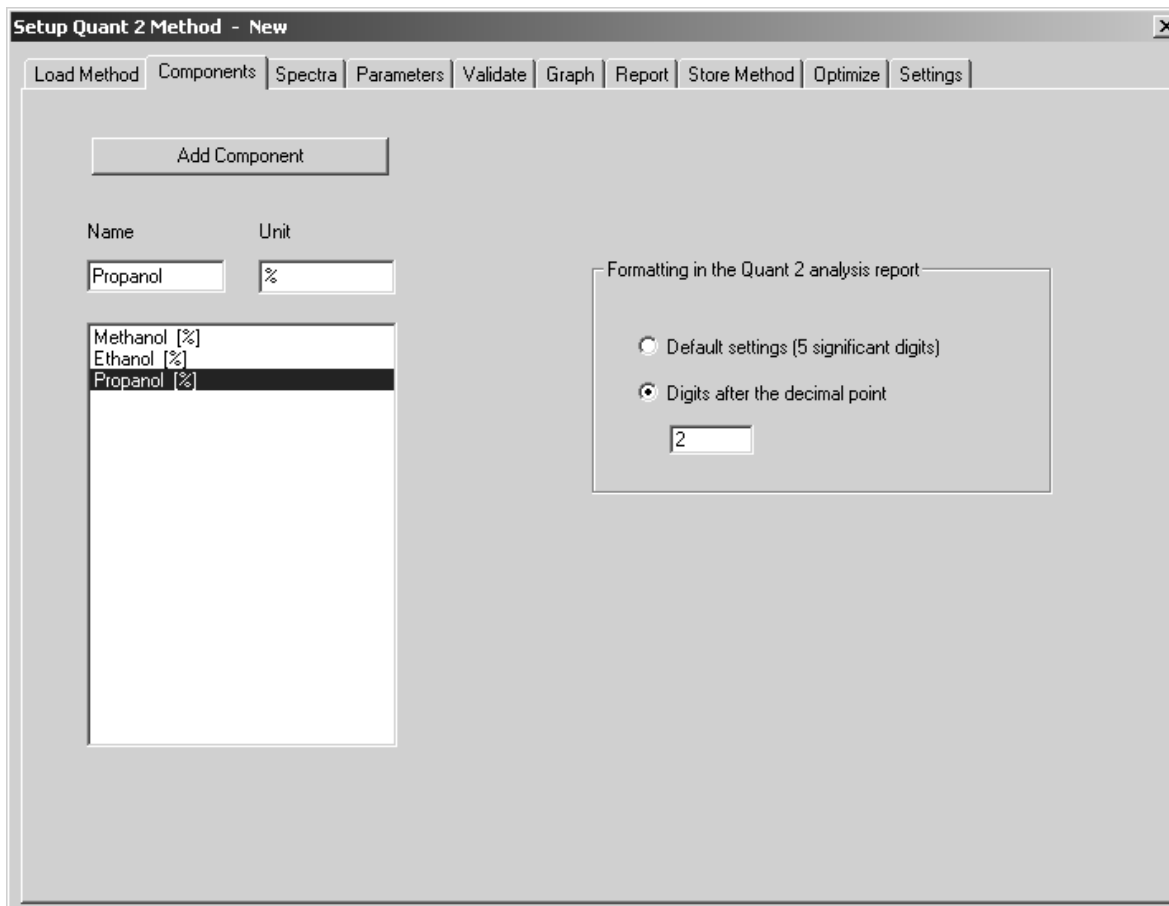 Setup Quant 2 Method - New
Load Method Components Spectra Parameters Validate Graph Report Store Method Optimize Settings
Add Component
Name Unit
Propanol %
Methanol [%]
Ethanol [%]
Propanol [%]
Formatting in the Quant 2 analysis report
Default settings (5 significant digits)
Digits after the decimal point
2